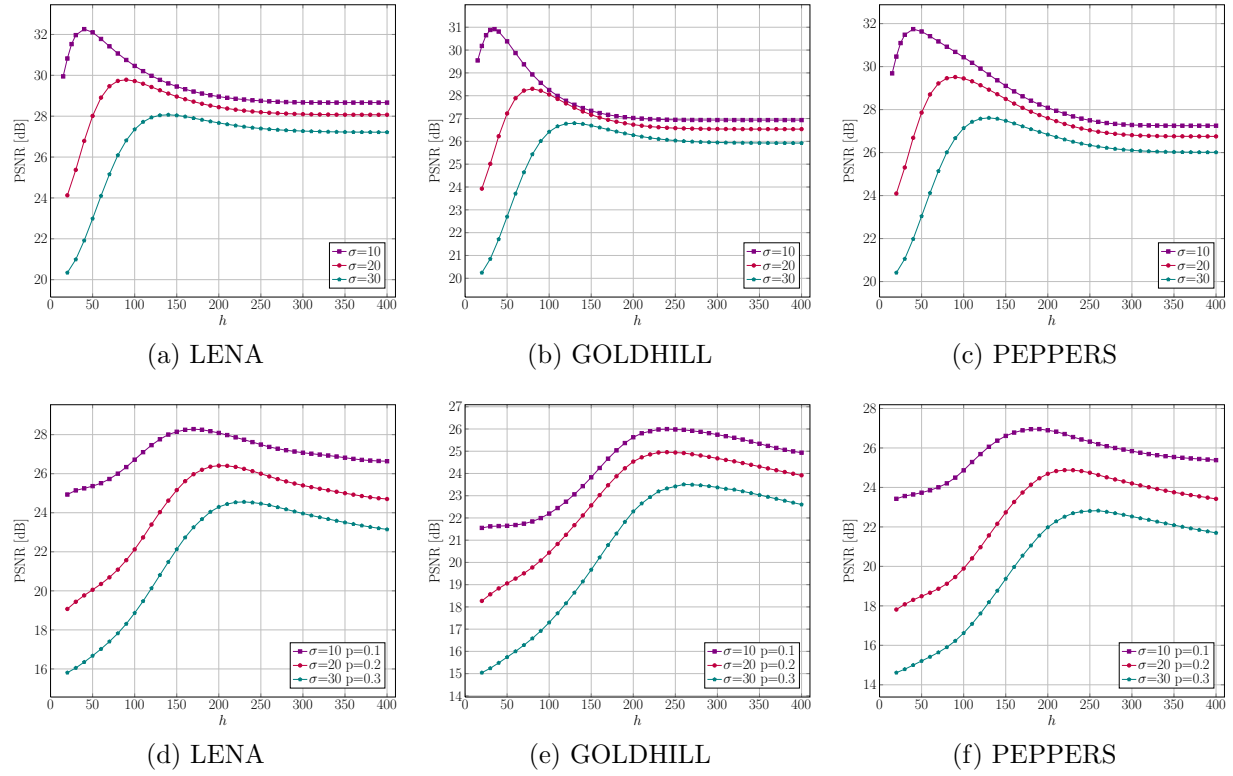 PSNR [dB]
32
30
28
26
24
22
20
σ=10
σ=20
σ=30
0 50 100 150 200 250 300 350 400
h
(a) LENA
PSNR [dB]
31
30
29
28
27
26
25
24
23
22
21
20
σ=10
σ=20
σ=30
0 50 100 150 200 250 300 350 400
h
(b) GOLDHILL
PSNR [dB]
32
30
28
26
24
22
20
σ=10
σ=20
σ=30
0 50 100 150 200 250 300 350 400
h
(c) PEPPERS
PSNR [dB]
28
26
24
22
20
18
16
σ=10 p=0.1
σ=20 p=0.2
σ=30 p=0.3
0 50 100 150 200 250 300 350 400
h
(d) LENA
PSNR [dB]
27
26
25
24
23
22
21
20
19
18
17
16
15
14
σ=10 p=0.1
σ=20 p=0.2
σ=30 p=0.3
0 50 100 150 200 250 300 350 400
h
(e) GOLDHILL
PSNR [dB]
28
26
24
22
20
18
16
14
σ=10 p=0.1
σ=20 p=0.2
σ=30 p=0.3
0 50 100 150 200 250 300 350 400
h
(f) PEPPERS